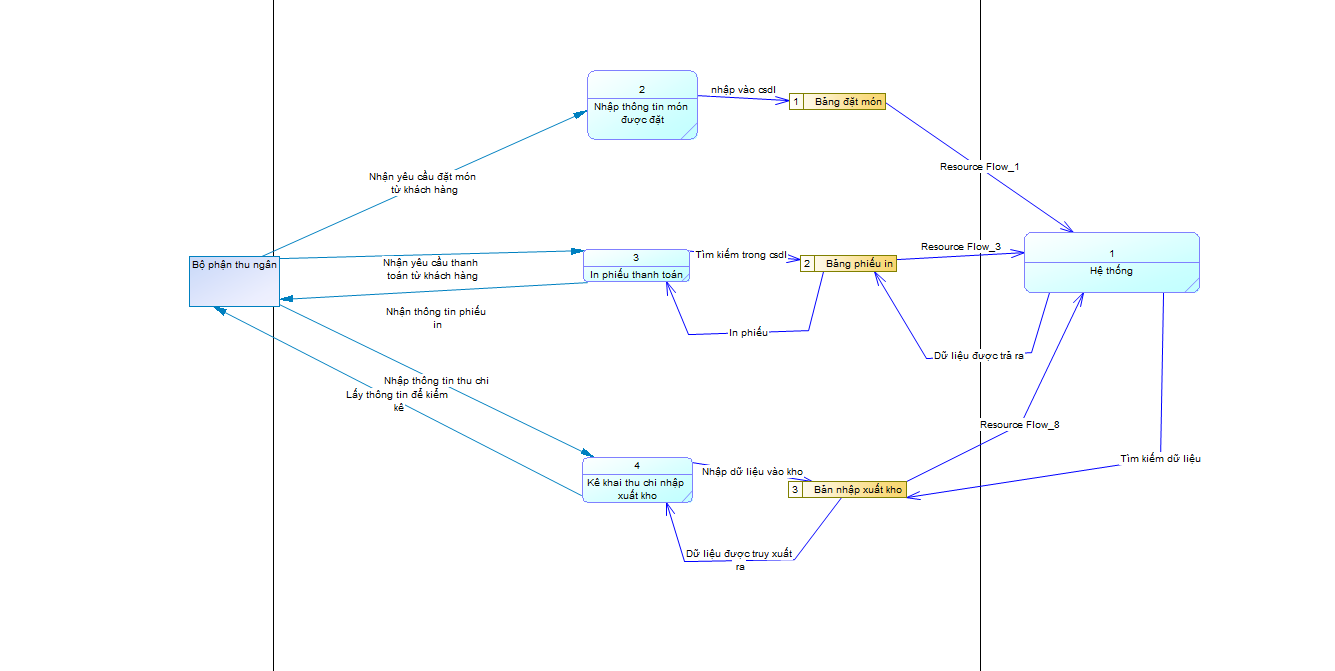 2
Nhập thông tin món
được đặt
nhập vào csdl
1
Bảng đặt món
Resource Flow_1
Nhận yêu cầu đặt món
từ khách hàng
Bộ phận thu ngân
Nhận yêu cầu thanh
toán từ khách hàng
3
In phiếu thanh toán
Tìm kiếm trong csdl
2
Bảng phiếu in
Resource Flow_3
1
Hệ thống
Nhận thông tin phiếu
in
In phiếu
Dữ liệu được trả ra
Nhập thông tin thu chi
Lấy thông tin để kiểm
kê
Resource Flow_8
Tìm kiếm dữ liệu
4
Kê khai thu chi nhập
xuất kho
Nhập dữ liệu vào kho
3
Bản nhập xuất kho
Dữ liệu được truy xuất
ra